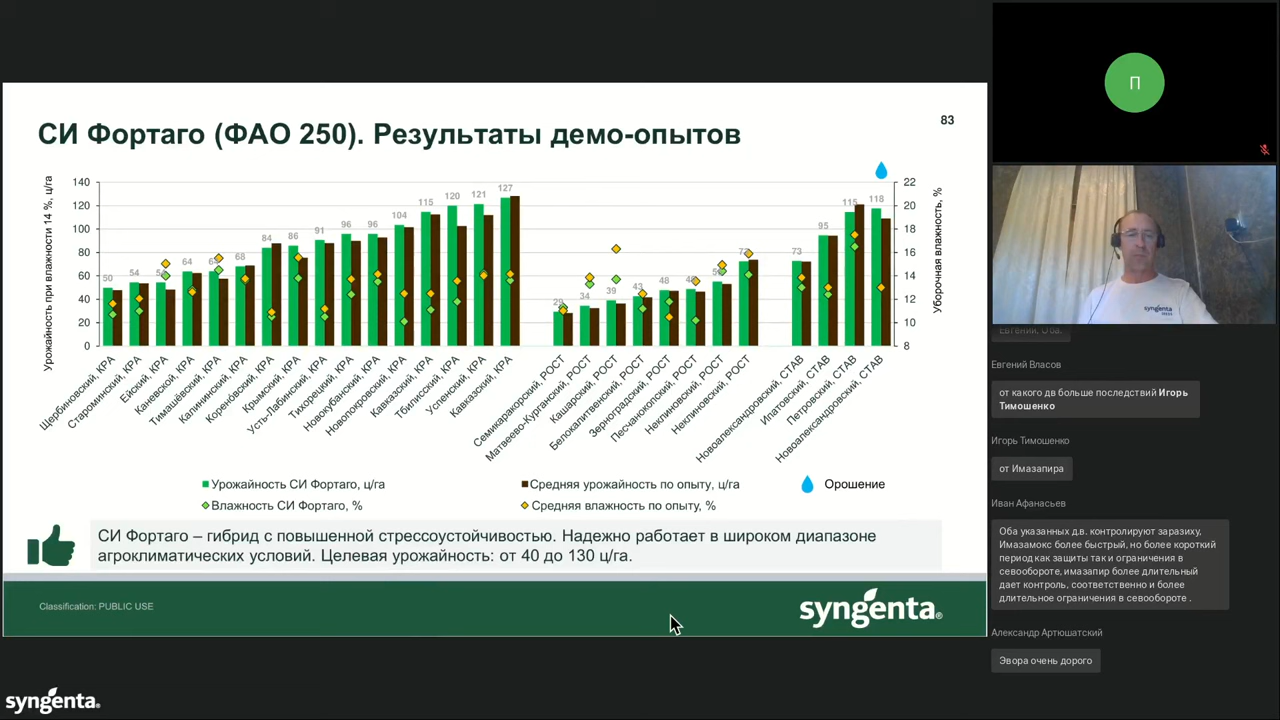 СИ Фортаго (ФАО 250). Результаты демо-опытов
83
Урожайность при влажности 14 %, ц/га
140
120
100
80
60
40
20
0
22
20
18
16
14
12
10
8
Уборочная влажность, %
50
54
64
68
84
86
91
96
96
104
115
120
121
127
34
39
43
48
73
95
115
118
Щербиновский, КРА
Староминский, КРА
Ейский, КРА
Каневской, КРА
Тимашёвский, КРА
Калининский, КРА
Коренёвский, КРА
Крымский, КРА
Усть-Лабинский, КРА
Тихорецкий, КРА
Новокубанский, КРА
Новопокровский, КРА
Кавказский, КРА
Тбилисский, КРА
Успенский, КРА
Кавказский, КРА
Семикаракорский, РОСТ
Матвеево-Курганский, РОСТ
Кашарский, РОСТ
Белокалитвенский, РОСТ
Зерноградский, РОСТ
Песчанокопский, РОСТ
Неклиновский, РОСТ
Неклиновский, РОСТ
Новоалександровский, СТАВ
Ипатовский, СТАВ
Петровский, СТАВ
Новоалександровский, СТАВ
Урожайность СИ Фортаго, ц/га
Средняя урожайность по опыту, ц/га
Орошение
Влажность СИ Фортаго, %
Средняя влажность по опыту, %
СИ Фортаго – гибрид с повышенной стрессоустойчивостью. Надежно работает в широком диапазоне
агроклиматических условий. Целевая урожайность: от 40 до 130 ц/га.
Classification: PUBLIC USE
syngenta®
syngenta.
П
syngenta
Евгений, Оба.
Евгений Власов
от какого дв больше последствий Игорь
Тимошенко
Игорь Тимошенко
от Имазапира
Иван Афанасьев
Оба указанных д.в. контролируют заразиху,
Имазамокс более быстрый, но более короткий
период как защиты так и ограничения в
севообороте, имазапир более длительный
дает контроль, соответственно и более
длительное ограничения в севообороте .
Александр Артюшатский
Эвора очень дорого